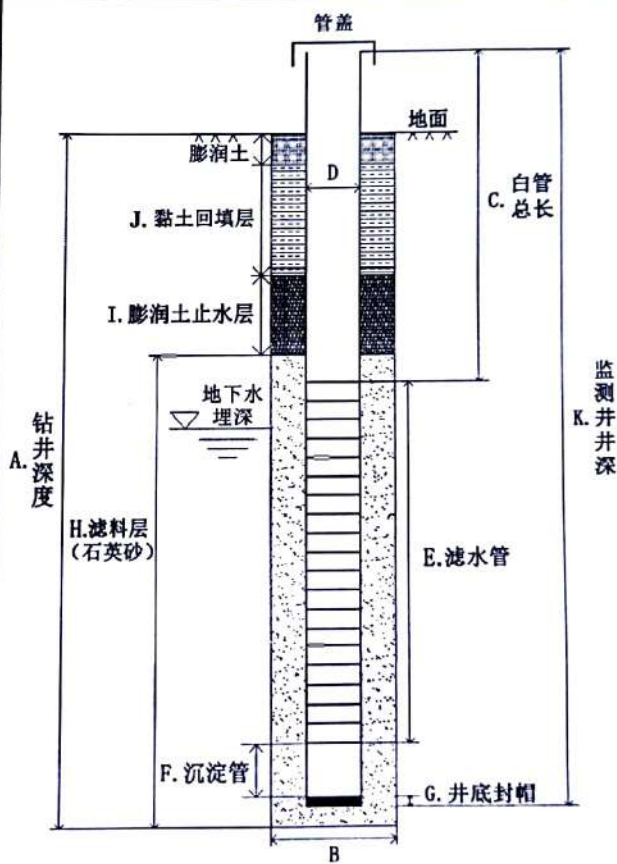 管盖
地面
膨润土
D
C. 白管
总长
J. 黏土回填层
I.膨润土止水层
地下水
埋深
A. 钻井深度
K. 监测井井深
H.滤料层
(石英砂)
E.滤水管
F. 沉淀管
G. 井底封帽
B